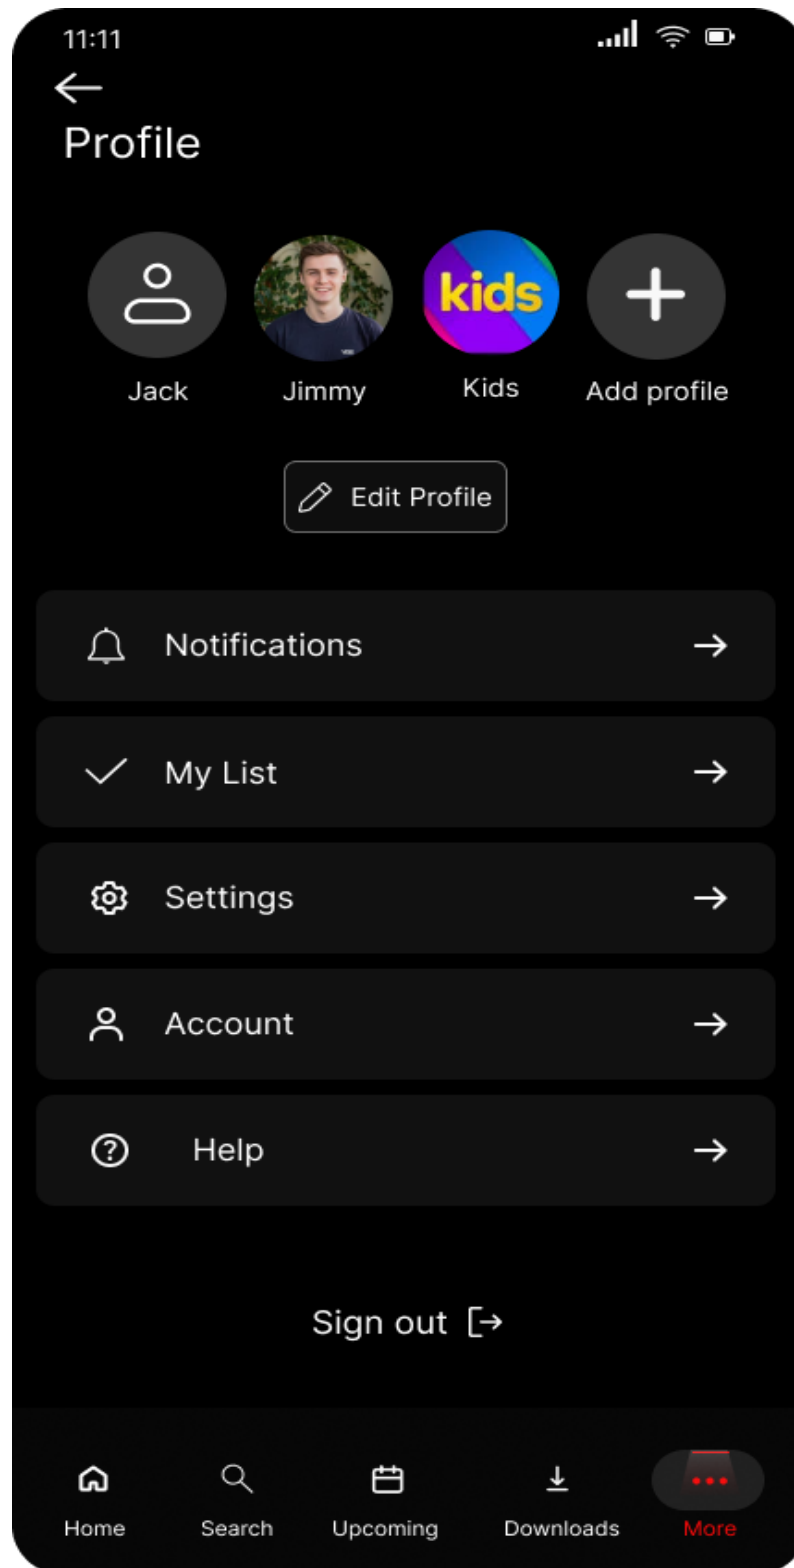 11:11
Profile
kids
Jack Jimmy Kids Add profile
Edit Profile
Notifications
My List
Settings
Account
Help
Sign out
Home Search Upcoming Downloads More